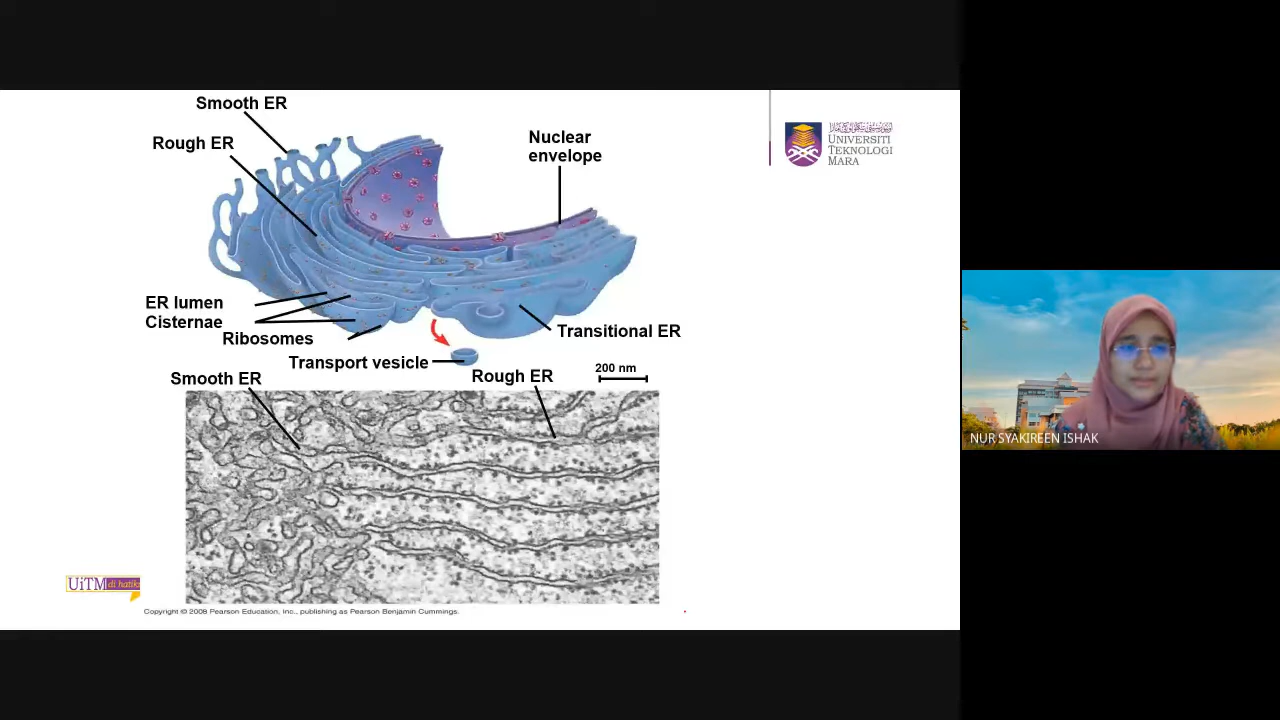 Smooth ER
Rough ER
Nuclear
envelope
UNIVERSITI
TEKNOLOGI
MARA
ER lumen
Cisternae
Ribosomes
Transitional ER
Transport vesicle
Smooth ER
Rough ER
200 nm
NUR SYAKIREEN ISHAK
UiTM di hatiku
Copyright © 2008 Pearson Education, Inc., publishing as Pearson Benjamin Cummings.